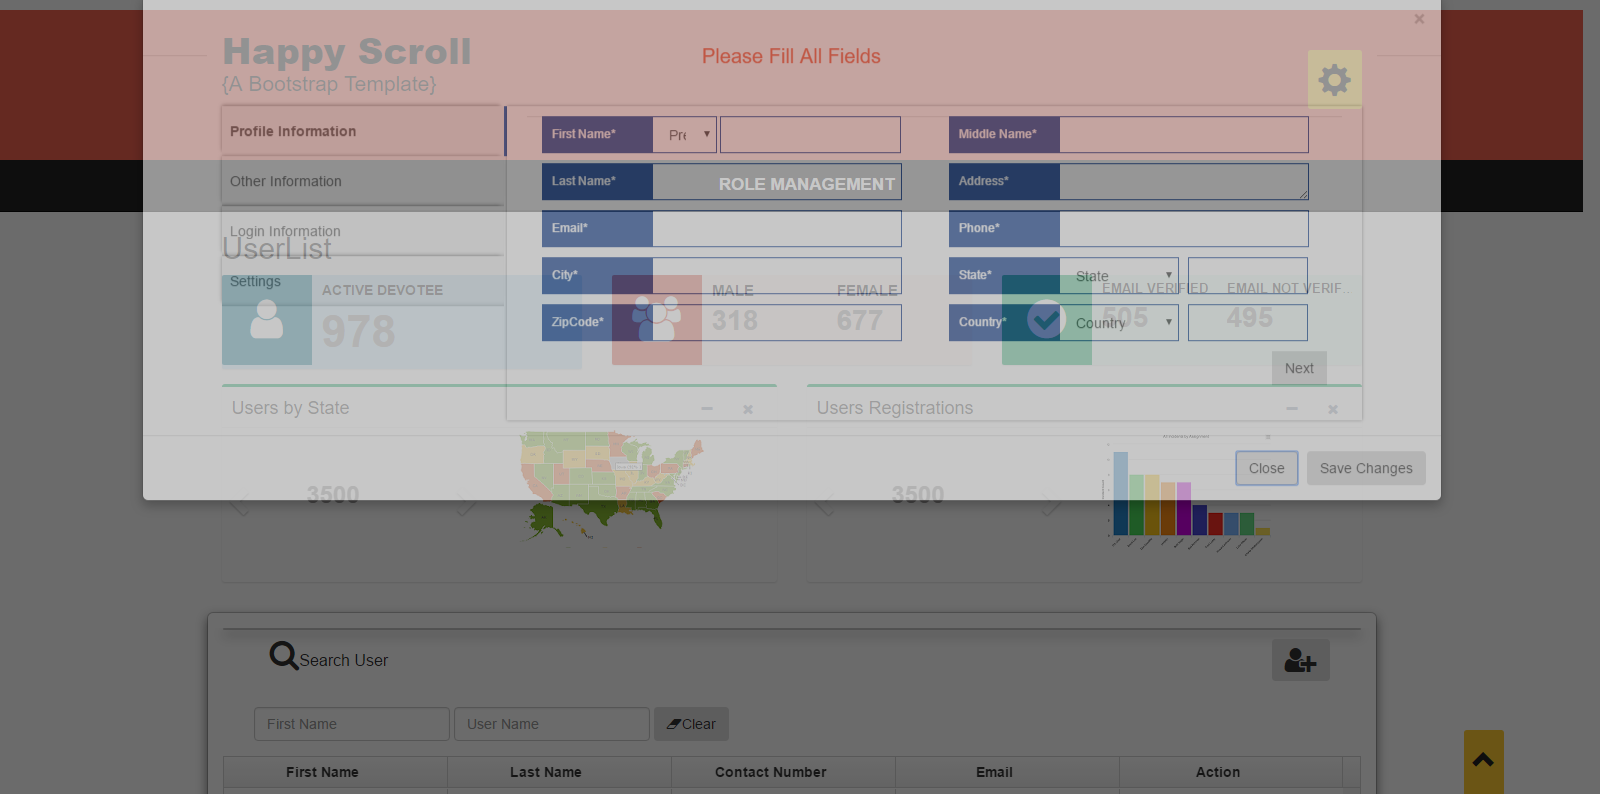 ×
Happy Scroll
Please Fill All Fields
{A Bootstrap Template}
Profile Information
First Name*
Pre
Middle Name*
Other Information
Last Name*
ROLE MANAGEMENT
Address*
Login Information
Email*
Phone*
UserList
City*
State*
State
Settings
ACTIVE DEVOTEE
MALE
FEMALE
EMAIL VERIFIED
EMAIL NOT VERIF...
978
ZipCode*
318
677
Country*
Country
505
495
Next
Users by State
Users Registrations
Close
Save Changes
3500
3500
Search User
First Name
User Name
Clear
First Name
Last Name
Contact Number
Email
Action